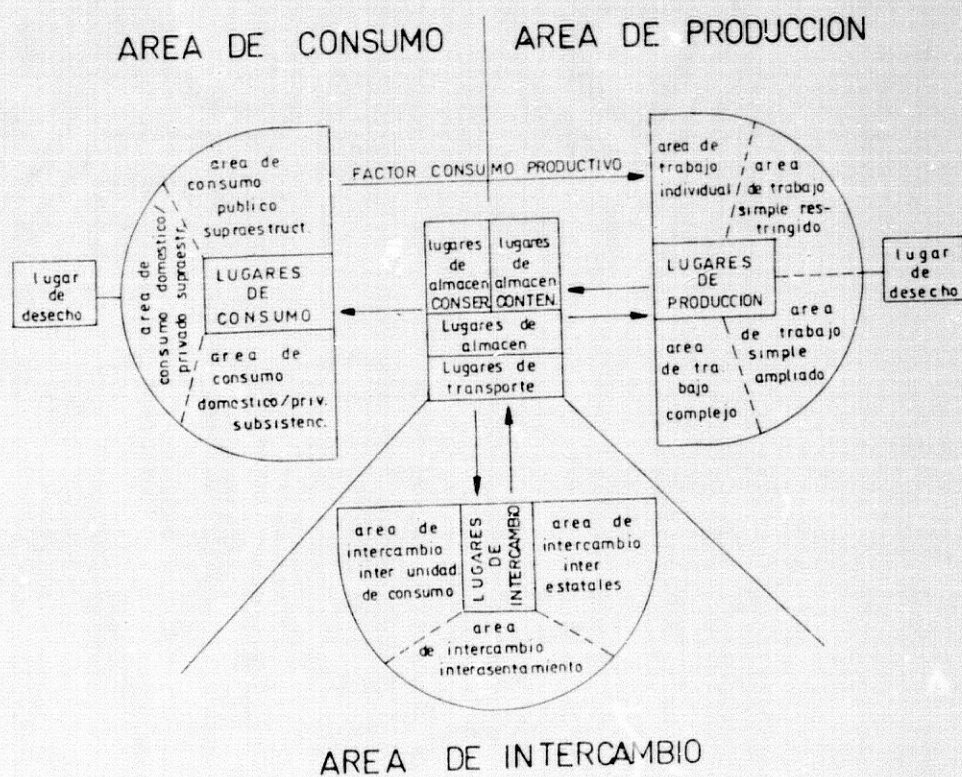 AREA DE CONSUMO
AREA DE PRODUCCION
area de
consumo
publico
supraestruct.
area de
consumo domestico/
privado supraestr.
LUGARES
DE
CONSUMO
area de
consumo
domestico/priv.
subsistenc.
lugar
de
desecho
FACTOR CONSUMO PRODUCTIVO
lugares
de
almacen
CONSER.
lugares
de
almacen
CONTEN.
Lugares de
almacen
Lugares de
transporte
area de
trabajo
individual/
area
de trabajo
/simple res-
tringido
LUGARES
DE
PRODUCCION
area
de tra
bajo
complejo
area
de trabajo
simple
ampliado
lugar
de
desecho
area de
intercambio
inter unidad.
de consumo
LUGARES
DE
INTERCAMBIO
area de
intercambio
inter
estatales
area
de intercambio
interasentamiento
AREA DE INTERCAMBIO